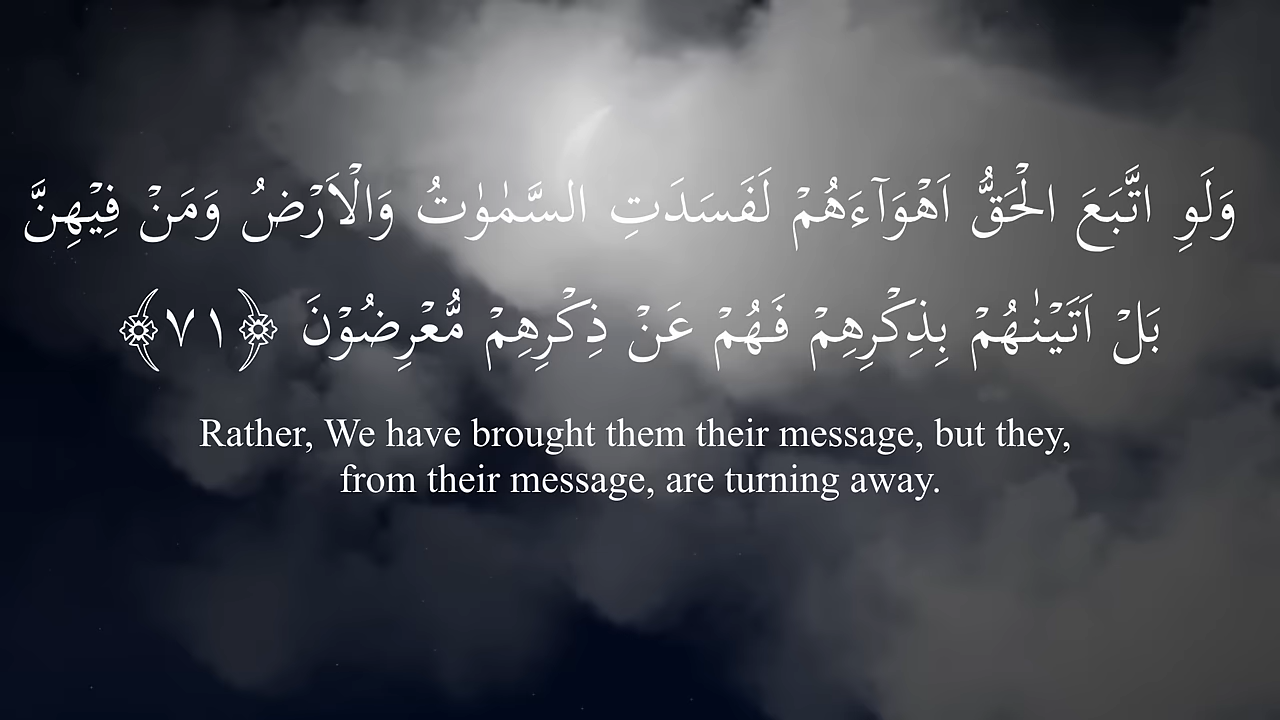 وَلَوِ اتَّبَعَ الْحَقُّ اَهْوَآءَهُمْ لَفَسَدَتِ السَّمٰوٰتُ وَالْاَرْضُ وَمَنْ فِيْهِنَّ
بَلْ اَتَيْنٰهُمْ بِذِكْرِهِمْ فَهُمْ عَنْ ذِكْرِهِمْ مُّعْرِضُوْنَ ﴿٧١﴾
Rather, We have brought them their message, but they,
from their message, are turning away.